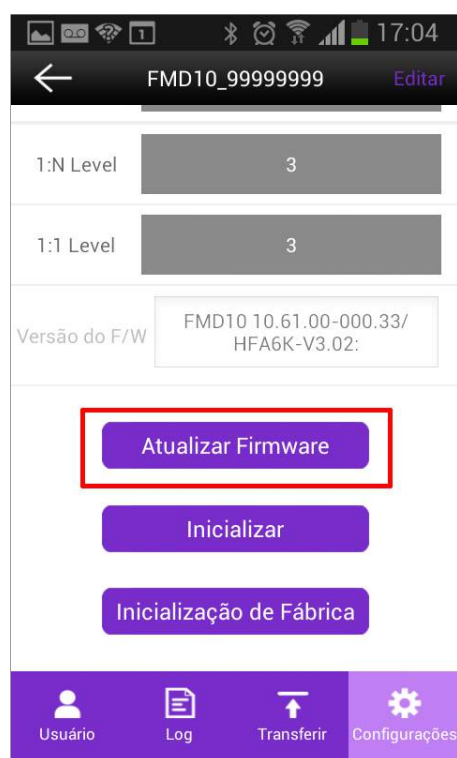 1 17:04
FMD10_99999999 Editar
1:N Level 3
1:1 Level 3
Versão do F/W FMD10 10.61.00-000.33/
HFA6K-V3.02:
Atualizar Firmware
Inicializar
Inicialização de Fábrica
Usuário Log Transferir Configurações